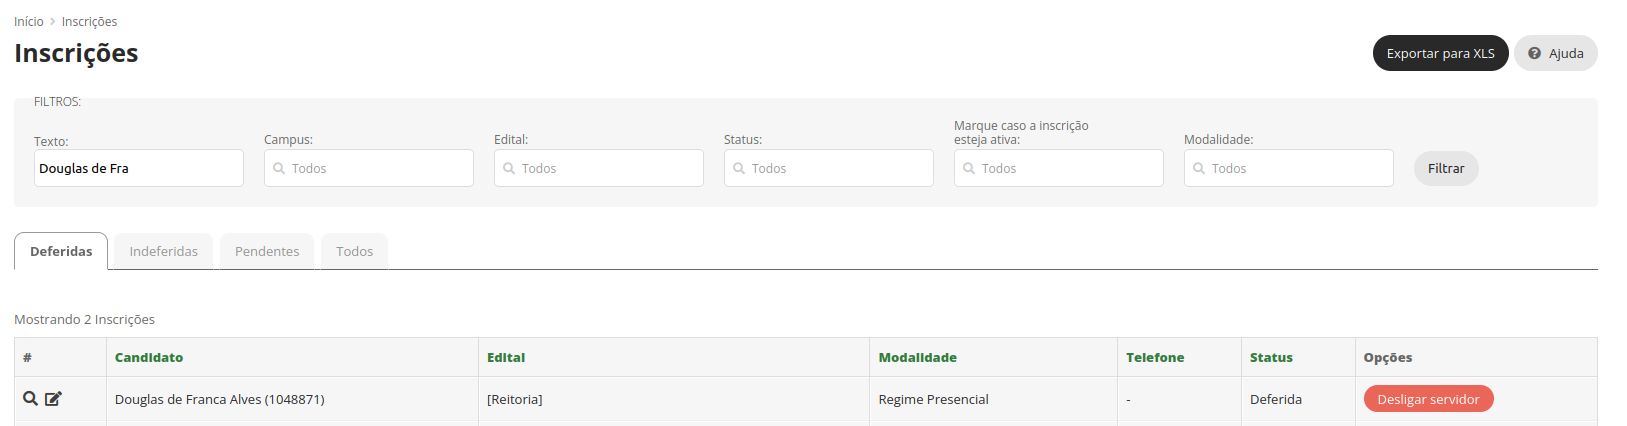 Início > Inscrições
Inscrições
Exportar para XLS
Ajuda
FILTROS:
Texto:
Campus:
Edital:
Status:
Marque caso a inscrição
esteja ativa:
Modalidade:
Douglas de Fra
Todos
Todos
Todos
Todos
Todos
Filtrar
Deferidas
Indeferidas
Pendentes
Todos
Mostrando 2 Inscrições
# Candidato Edital Modalidade Telefone Status Opções
Douglas de Franca Alves (1048871) [Reitoria] Regime Presencial - Deferida Desligar servidor